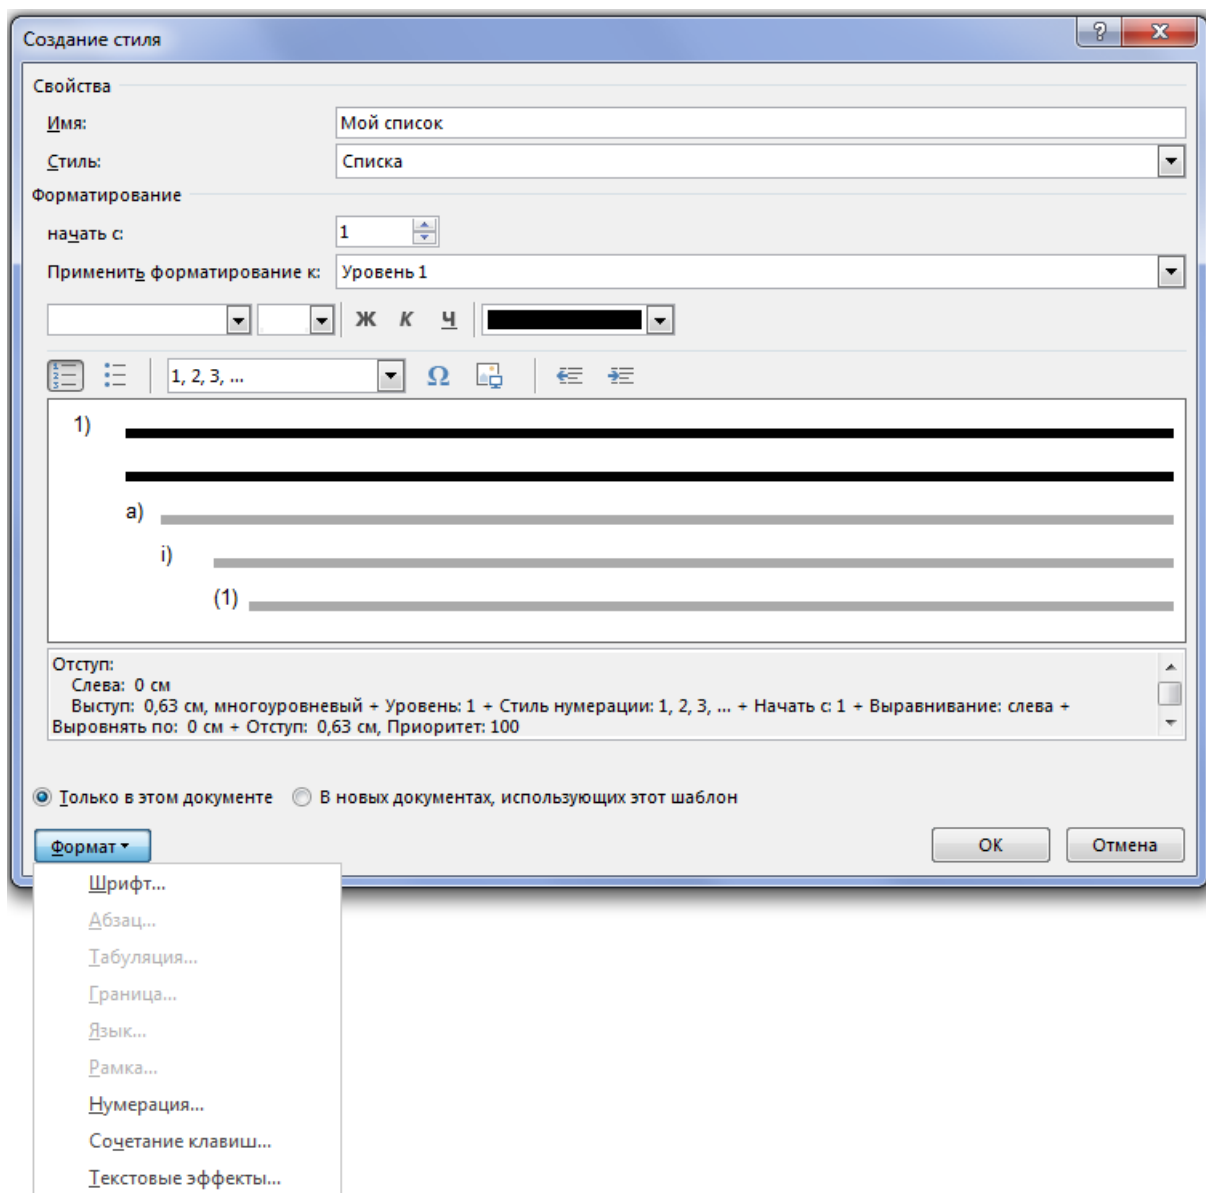 Создание стиля
?
Свойства
Имя: Мой список
Стиль: Списка
Форматирование
начать с: 1
Применить форматирование к: Уровень 1
Ж К Ч
1, 2, 3, ... Ω
1)
a)
i)
(1)
Отступ:
Слева: 0 см
Выступ: 0,63 см, многоуровневый + Уровень: 1 + Стиль нумерации: 1, 2, 3, ... + Начать с: 1 + Выравнивание: слева +
Выровнять по: 0 см + Отступ: 0,63 см, Приоритет: 100
Только в этом документе В новых документах, использующих этот шаблон
Формат ОК Отмена
Шрифт...
Абзац...
Табуляция...
Граница...
Язык...
Рамка...
Нумерация...
Сочетание клавиш...
Текстовые эффекты...